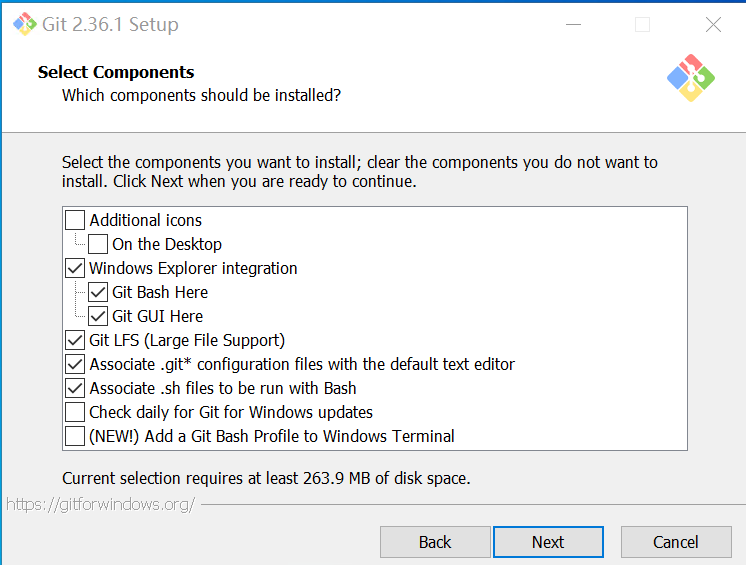 Git 2.36.1 Setup
Select Components
Which components should be installed?
Select the components you want to install; clear the components you do not want to
install. Click Next when you are ready to continue.
Additional icons
On the Desktop
Windows Explorer integration
Git Bash Here
Git GUI Here
Git LFS (Large File Support)
Associate .git* configuration files with the default text editor
Associate .sh files to be run with Bash
Check daily for Git for Windows updates
(NEW!) Add a Git Bash Profile to Windows Terminal
Current selection requires at least 263.9 MB of disk space.
https://gitforwindows.org/
Back Next Cancel